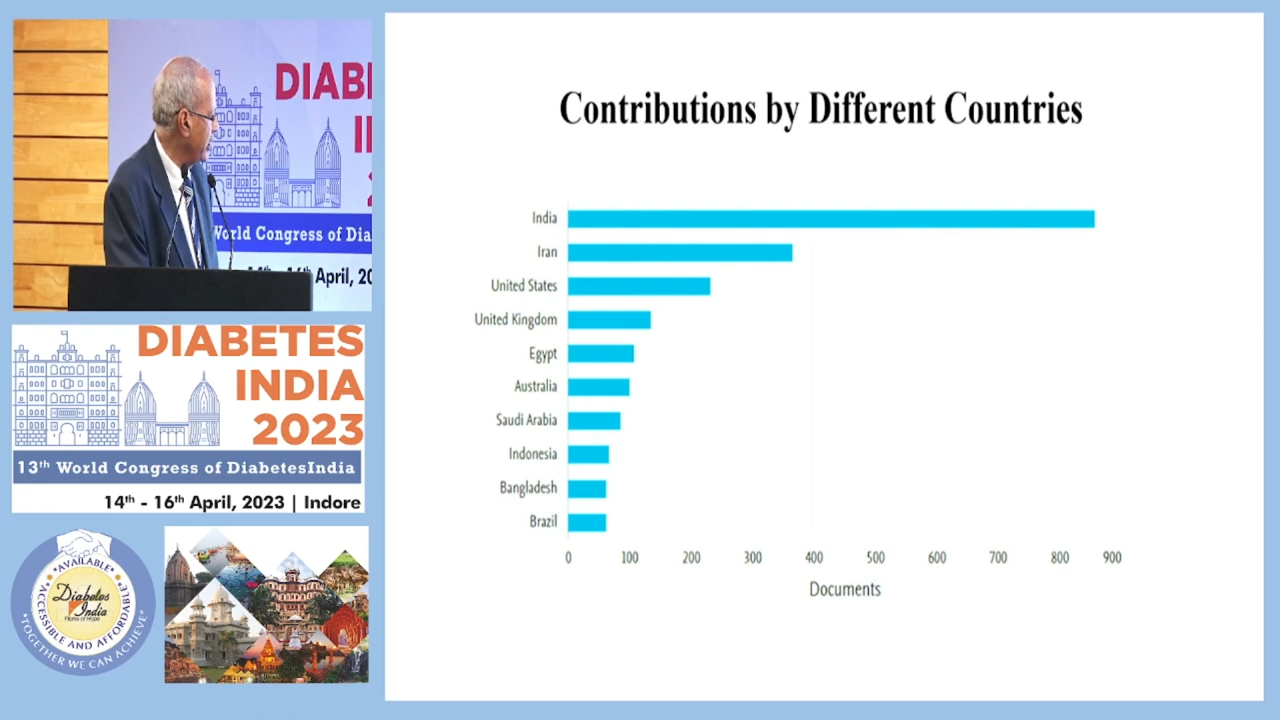 DIABE
I
2
World Congress of Dia
14th - 16th April, 20
DIABETES
INDIA
2023
13th World Congress of DiabetesIndia
14th - 16th April, 2023 | Indore
AVAILABLE
ACCESSIBLE AND AFFORDABLE
Diabetes
India
"TOGETHER WE CAN ACHIEVE"
Contributions by Different Countries
India
Iran
United States
United Kingdom
Egypt
Australia
Saudi Arabia
Indonesia
Bangladesh
Brazil
0 100 200 300 400 500 600 700 800 900
Documents